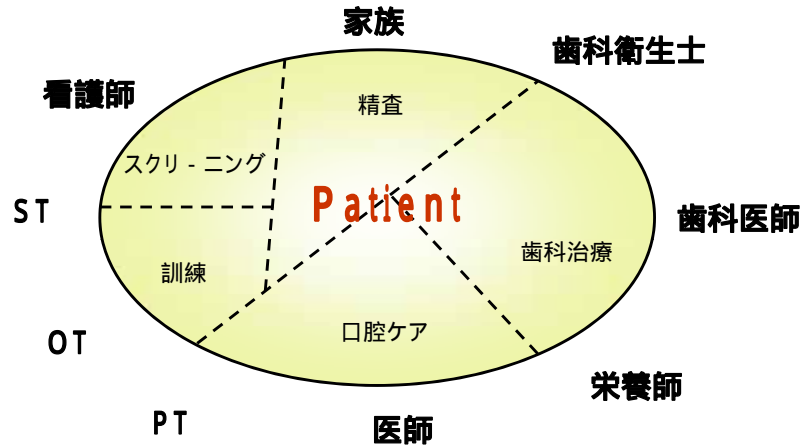 家族
歯科衛生士
看護師
精査
スクリ-ニング
Patient
ST
歯科医師
歯科治療
訓練
口腔ケア
OT
栄養師
PT
医師